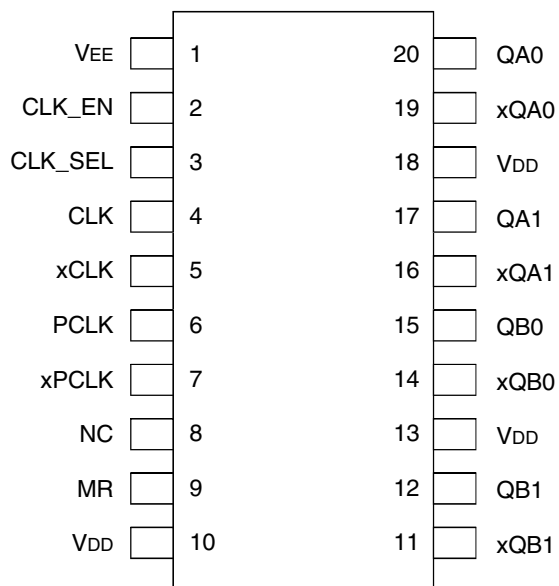 VEE 1 20 QA0
CLK_EN 2 19 xQA0
CLK_SEL 3 18 VDD
CLK 4 17 QA1
xCLK 5 16 xQA1
PCLK 6 15 QB0
xPCLK 7 14 xQB0
NC 8 13 VDD
MR 9 12 QB1
VDD 10 11 xQB1